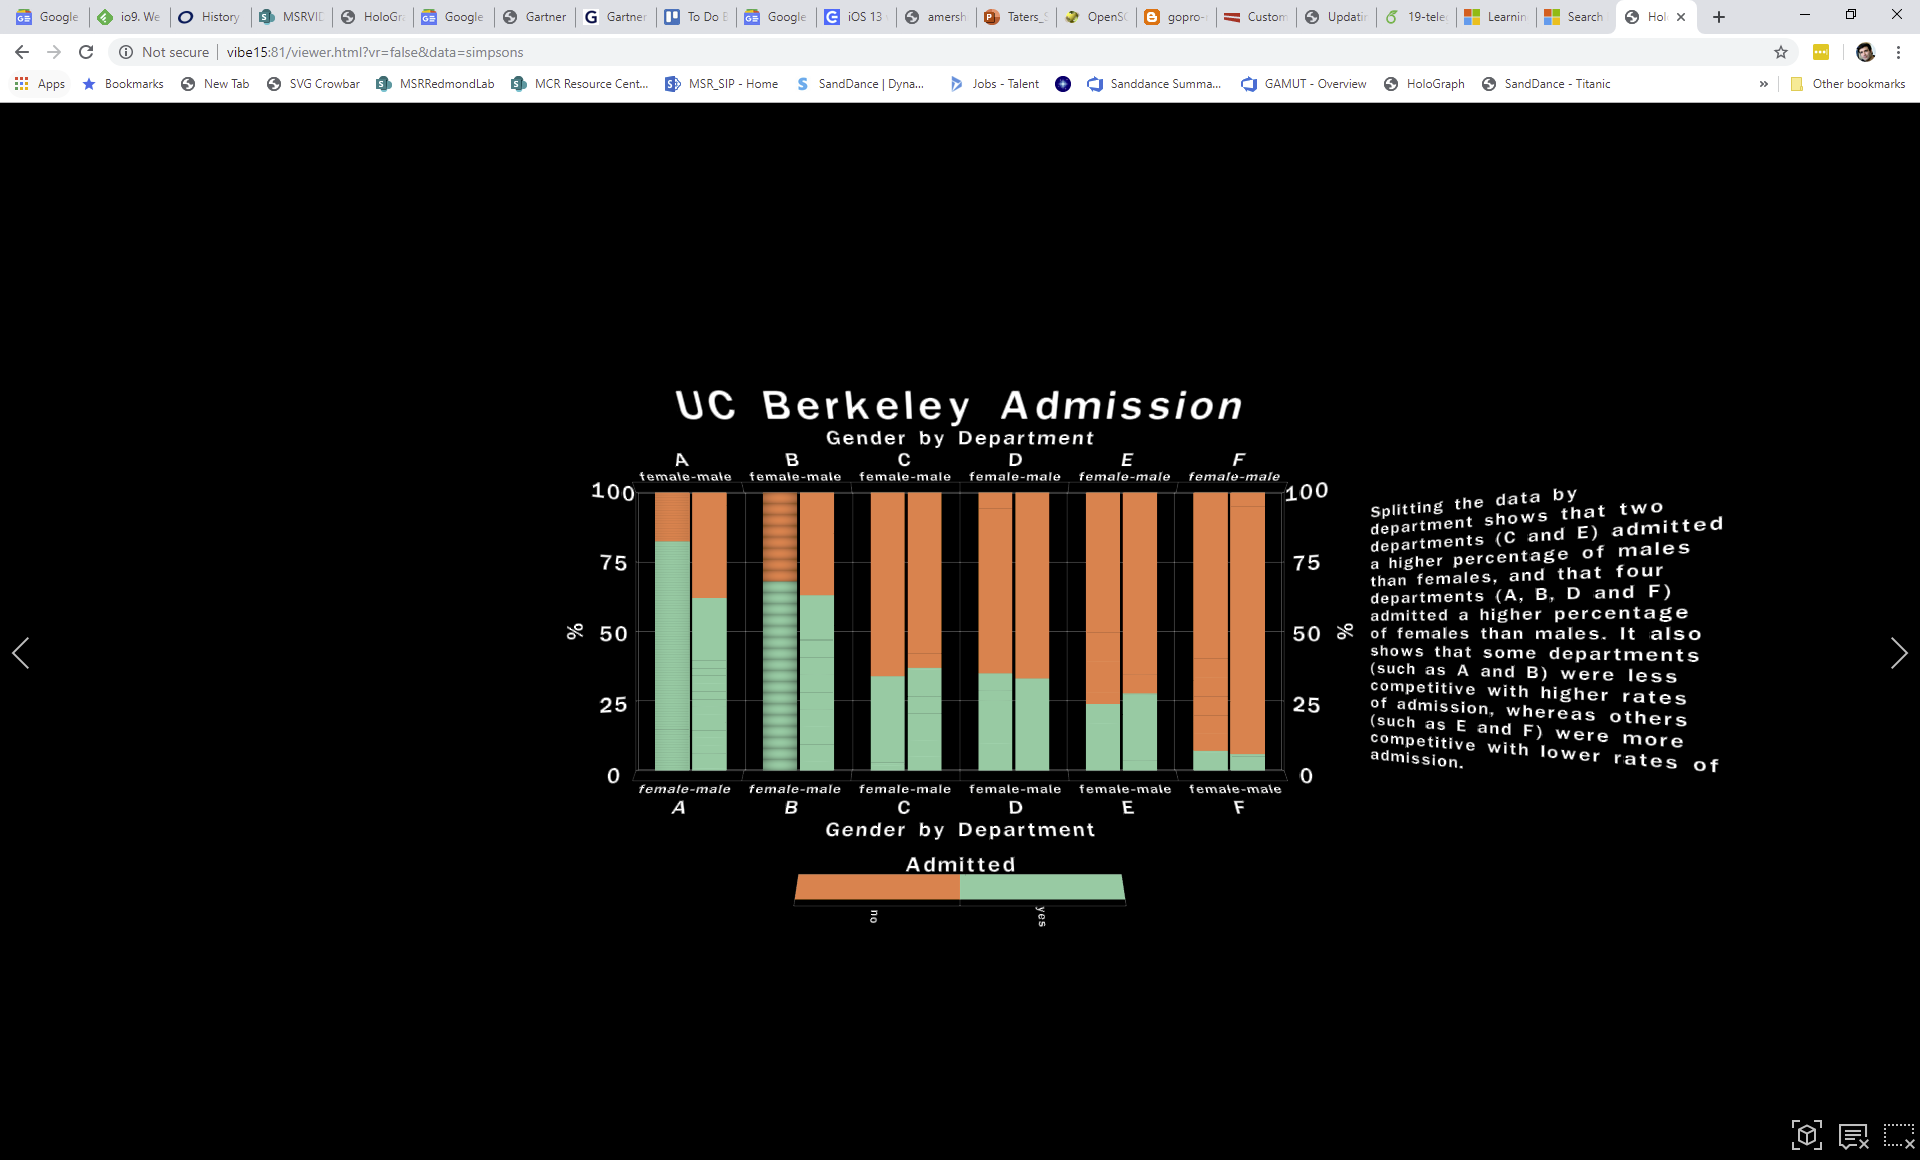 Google
io9. We
History
MSRVID
HoloGr
Google
Gartner
Gartner
To Do E
Google
iOS 13
amersh
Taters_S
OpenSC
gopro-
Custom
Updatin
19-tele
Learnin
Search
Hol
Not secure
vibe15:81/viewer.html?vr=false&data=simpsons
Apps
Bookmarks
New Tab
SVG Crowbar
MSRRedmondLab
MCR Resource Cent...
MSR_SIP - Home
SandDance | Dyna...
Jobs - Talent
Sanddance Summa...
GAMUT - Overview
HoloGraph
SandDance - Titanic
»
Other bookmarks
UC Berkeley Admission
Gender by Department
A B C D E F
female-male female-male female-male female-male female-male female-male
100 100
75 75
% 50 50 %
25 25
0 0
female-male female-male female-male female-male female-male female-male
A B C D E F
Gender by Department
Admitted
no
yes
Splitting the data by
department shows that two
departments (C and E) admitted
a higher percentage of males
than females, and that four
departments (A, B, D and F)
admitted a higher percentage
of females than males. It also
shows that some departments
(such as A and B) were less
competitive with higher rates
of admission, whereas others
(such as E and F) were more
competitive with lower rates of
admission.